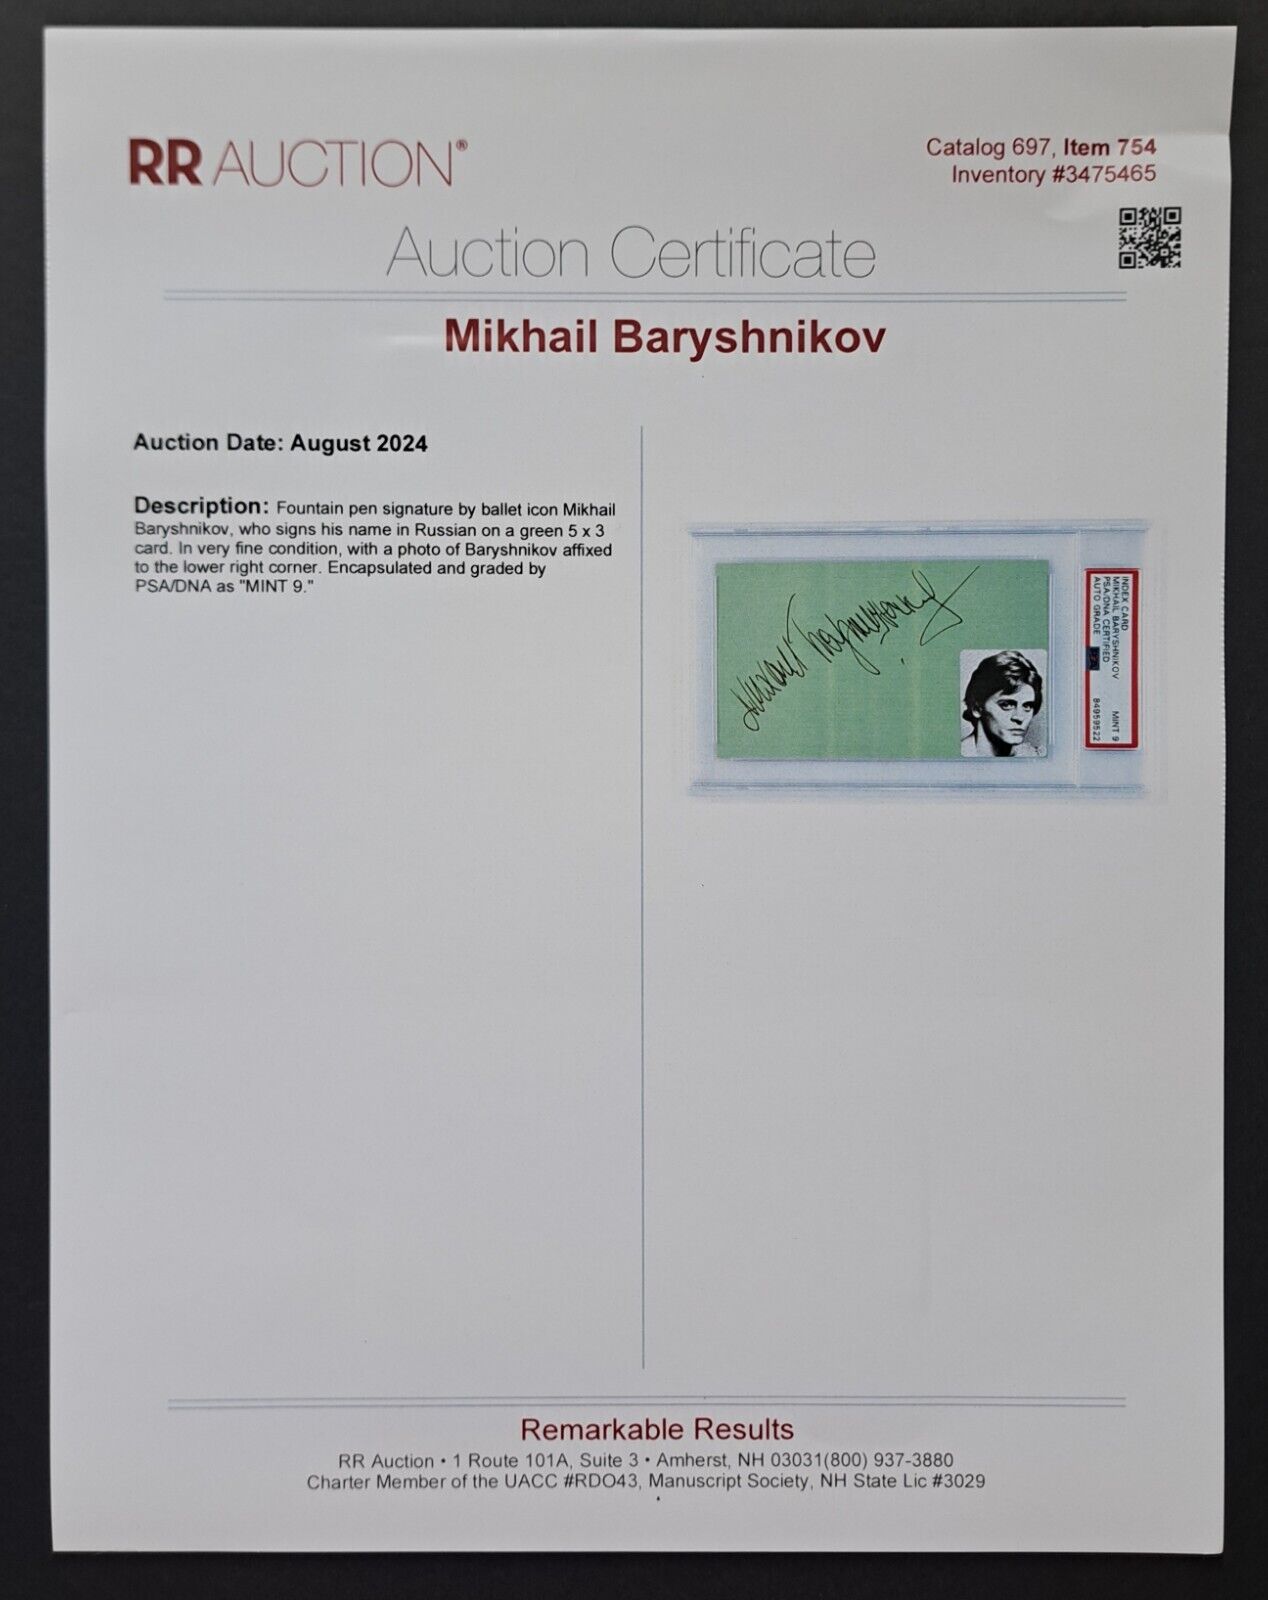 RR AUCTION®
Catalog 697, Item 754
Inventory #3475465
Auction Certificate
Mikhail Baryshnikov
Auction Date: August 2024
Description: Fountain pen signature by ballet icon Mikhail
Baryshnikov, who signs his name in Russian on a green 5 x 3
card. In very fine condition, with a photo of Baryshnikov affixed
to the lower right corner. Encapsulated and graded by
PSA/DNA as "MINT 9."
INDEX CARD
MIKHAIL BARYSHNIKOV
PSA/DNA CERTIFIED
AUTO GRADE
MINT 9
84959522
Remarkable Results
RR Auction • 1 Route 101A, Suite 3 • Amherst, NH 03031(800) 937-3880
Charter Member of the UACC #RDO43, Manuscript Society, NH State Lic #3029